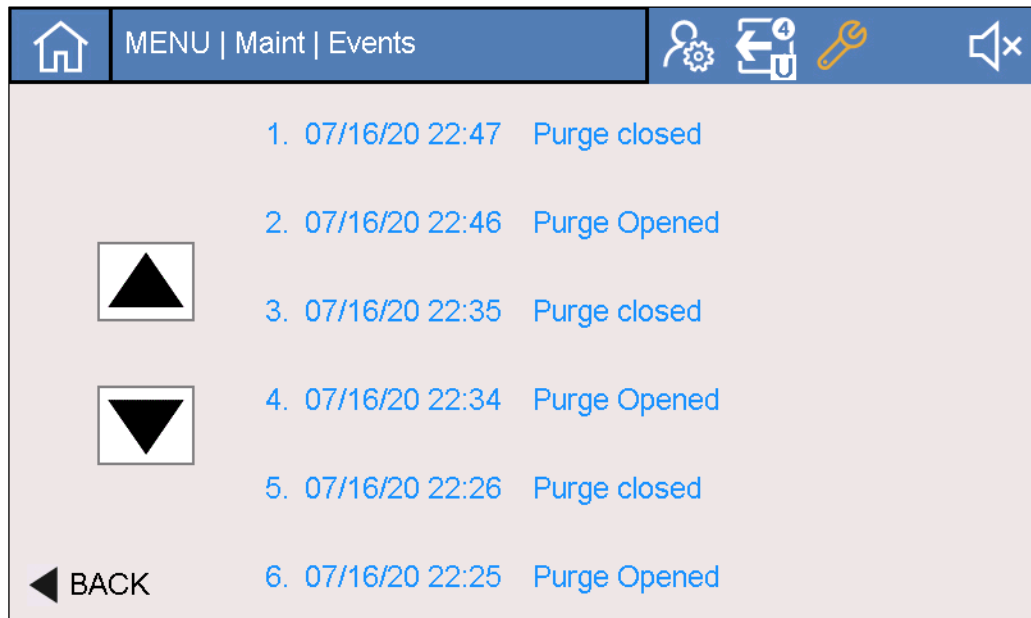 MENU | Maint | Events
4
U
1. 07/16/20 22:47 Purge closed
2. 07/16/20 22:46 Purge Opened
3. 07/16/20 22:35 Purge closed
4. 07/16/20 22:34 Purge Opened
5. 07/16/20 22:26 Purge closed
6. 07/16/20 22:25 Purge Opened
BACK